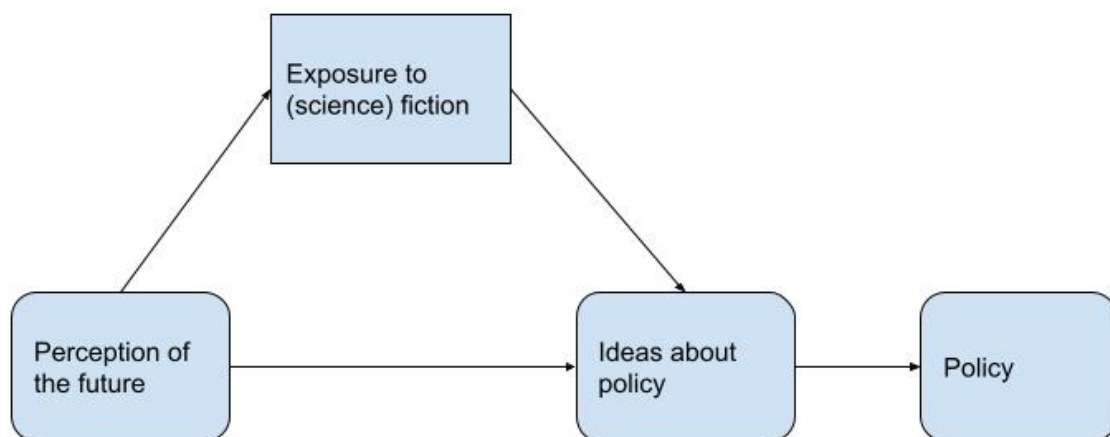 Exposure to
(science) fiction
Perception of
the future
Ideas about
policy
Policy